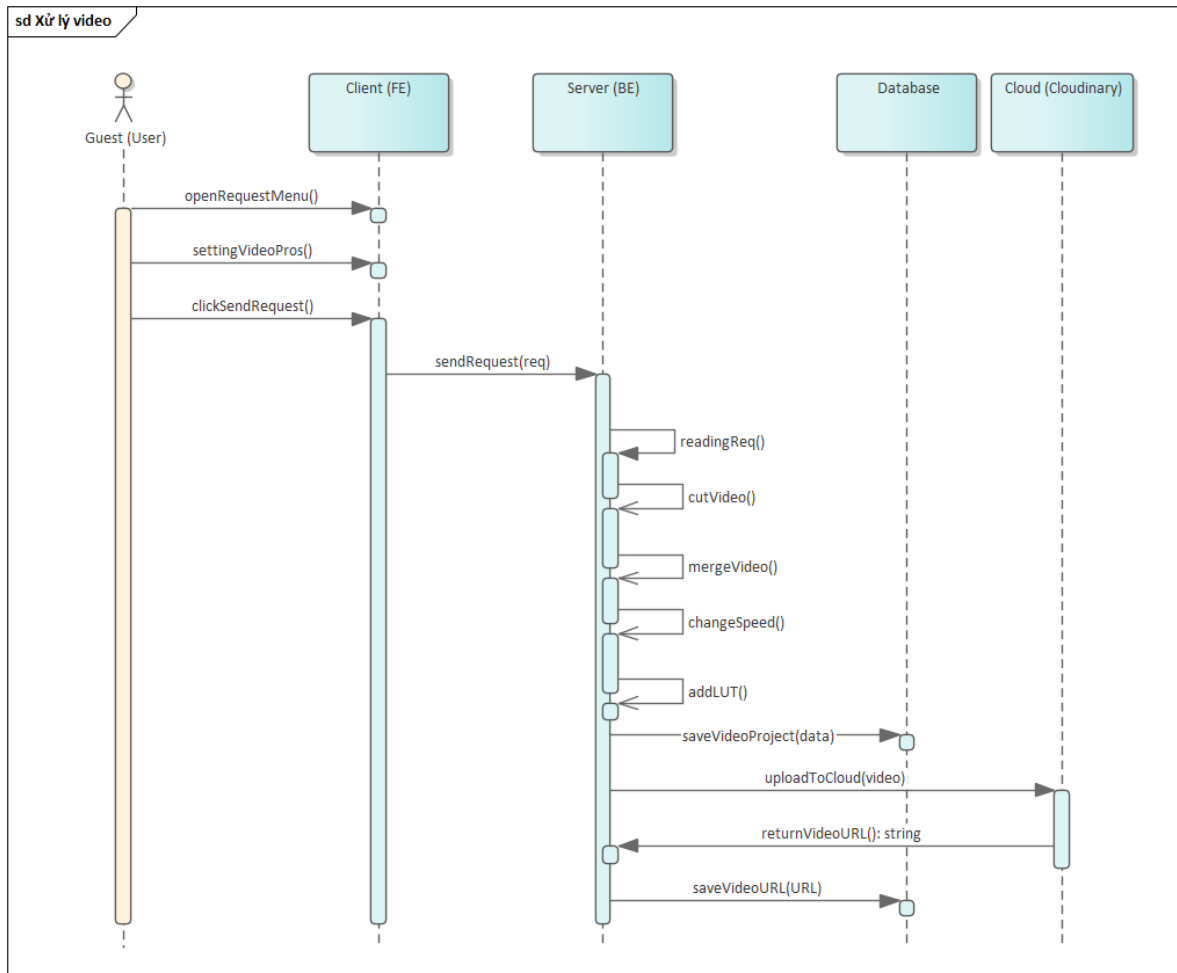 sd Xử lý video
Guest (User)
Client (FE)
Server (BE)
Database
Cloud (Cloudinary)
openRequestMenu()
settingVideoPros()
clickSendRequest()
sendRequest(req)
readingReq()
cutVideo()
mergeVideo()
changeSpeed()
addLUT()
saveVideoProject(data)
uploadToCloud(video)
returnVideoURL(): string
saveVideoURL(URL)